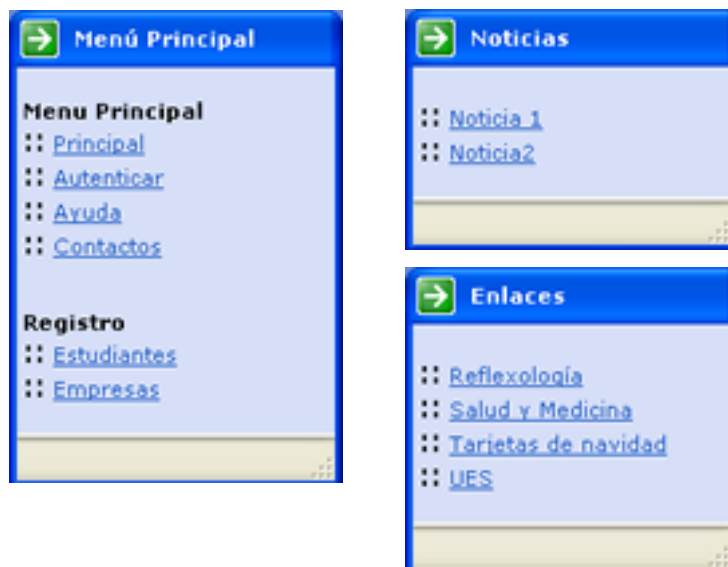 Menú Principal
Menu Principal
Principal
Autenticar
Ayuda
Contactos
Registro
Estudiantes
Empresas
Noticias
Noticia 1
Noticia2
Enlaces
Reflexología
Salud y Medicina
Tarjetas de navidad
UES